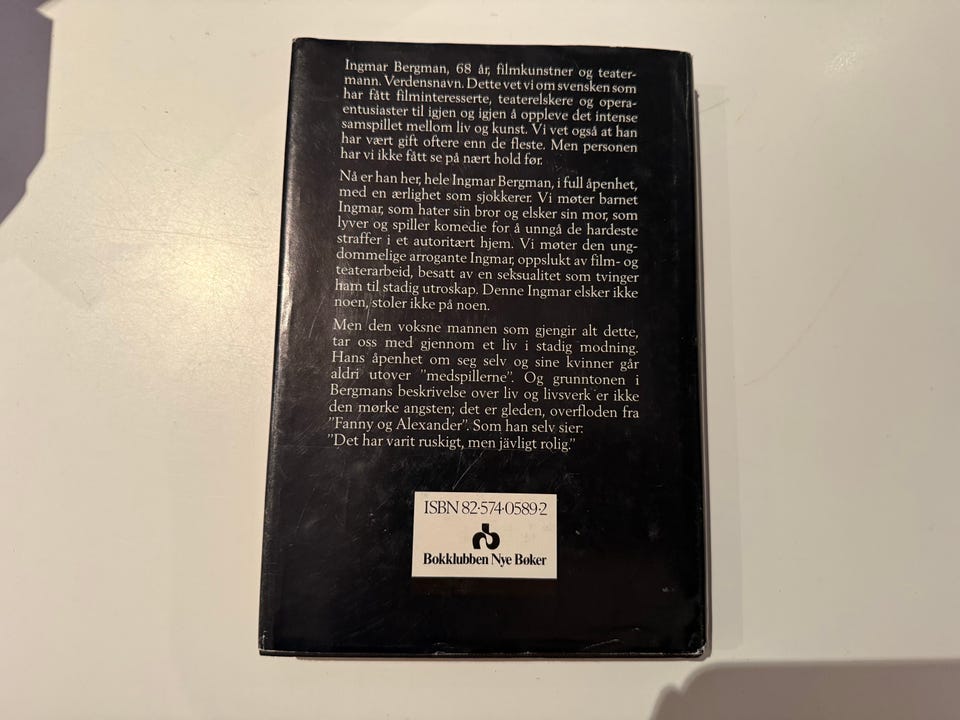 Ingmar Bergman, 68 år, filmkunstner og teater-
mann. Verdensnavn. Dette vet vi om svensken som
har fått filminteresserte, teaterelskere og opera-
entusiaster til igjen og igjen å oppleve det intense
samspillet mellom liv og kunst. Vi vet også at han
har vært gift oftere enn de fleste. Men personen
har vi ikke fått se på nært hold før.
Nå er han her, hele Ingmar Bergman, i full åpenhet,
med en ærlighet som sjokkerer. Vi møter barnet
Ingmar, som hater sin bror og elsker sin mor, som
lyver og spiller komedie for å unngå de hardeste
straffer i et autoritært hjem. Vi møter den ung-
dommelige arrogante Ingmar, oppslukt av film- og
teaterarbeid, besatt av en seksualitet som tvinger
ham til stadig utroskap. Denne Ingmar elsker ikke
noen, stoler ikke på noen.
Men den voksne mannen som gjengir alt dette,
tar oss med gjennom et liv i stadig modning.
Hans åpenhet om seg selv og sine kvinner går
aldri utover "medspillerne". Og grunntonen i
Bergmans beskrivelse over liv og livsverk er ikke
den mørke angsten; det er gleden, overfloden fra
"Fanny og Alexander". Som han selv sier:
"Det har varit ruskigt, men jävligt rolig."
ISBN 82-574-0589-2
Bokklubben Nye Bøker